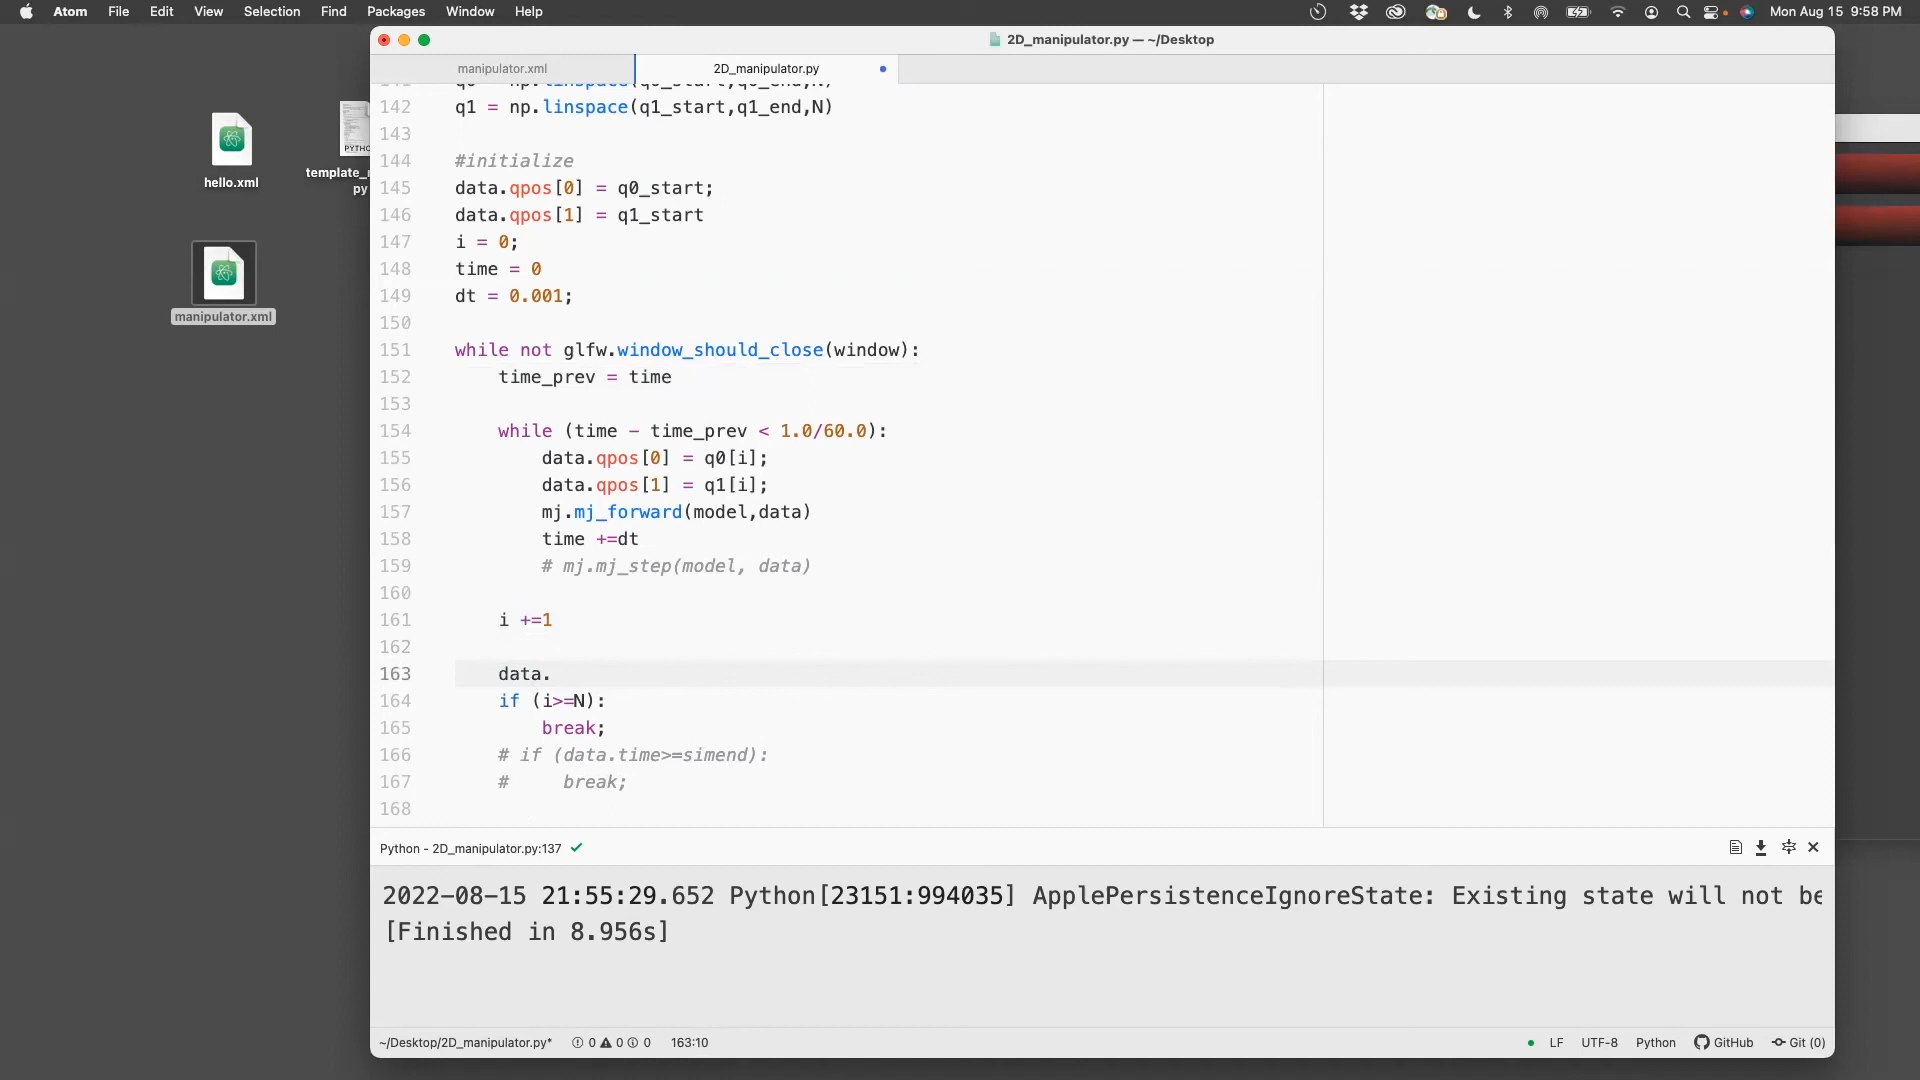 Atom File Edit View Selection Find Packages Window Help Mon Aug 15 9:58 PM
2D_manipulator.py — ~/Desktop
manipulator.xml 2D_manipulator.py
142 q1 = np.linspace(q1_start,q1_end,N)
143
144 #initialize
145 data.qpos[0] = q0_start;
146 data.qpos[1] = q1_start
147 i = 0;
148 time = 0
149 dt = 0.001;
150
151 while not glfw.window_should_close(window):
152 time_prev = time
153
154 while (time - time_prev < 1.0/60.0):
155 data.qpos[0] = q0[i];
156 data.qpos[1] = q1[i];
157 mj.mj_forward(model,data)
158 time +=dt
159 # mj.mj_step(model, data)
160
161 i +=1
162
163 data.
164 if (i>=N):
165 break;
166 # if (data.time>=simend):
167 #     break;
168
hello.xml
PYTHO
template_
py
manipulator.xml
Python - 2D_manipulator.py:137
2022-08-15 21:55:29.652 Python[23151:994035] ApplePersistenceIgnoreState: Existing state will not be
[Finished in 8.956s]
~/Desktop/2D_manipulator.py* 0 0 0 163:10 LF UTF-8 Python GitHub Git (0)